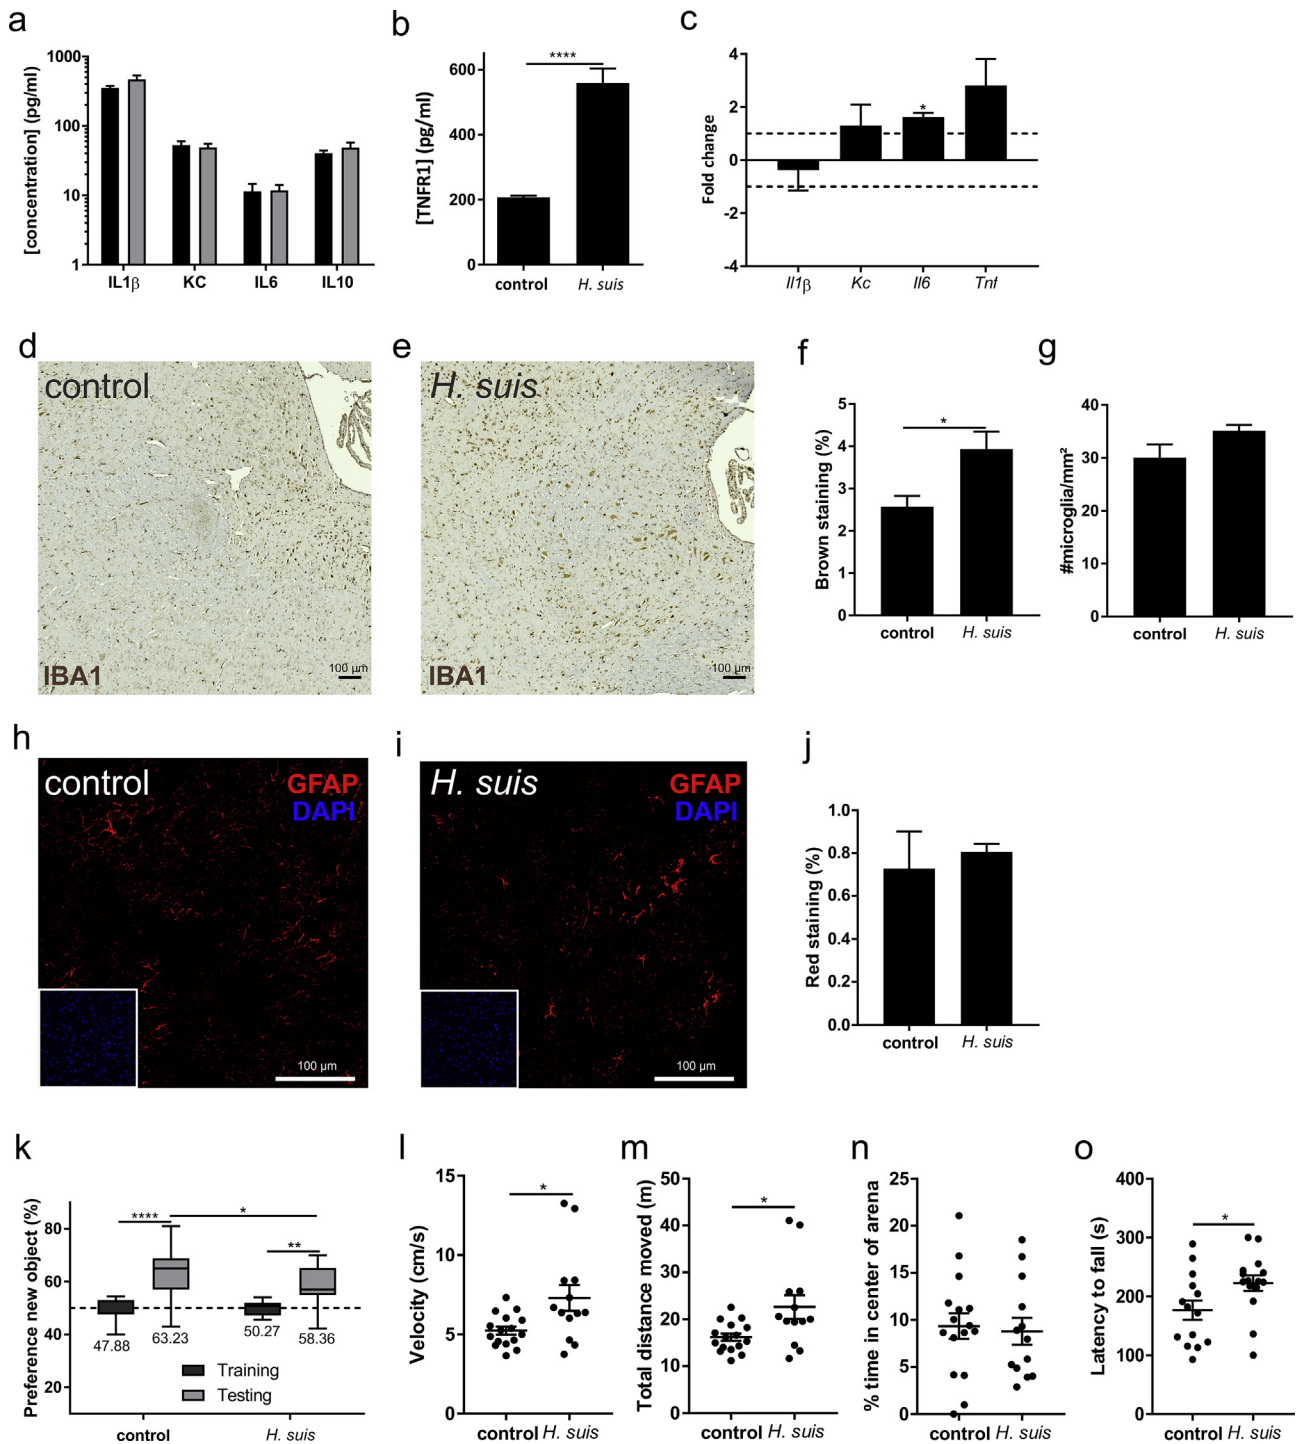 a
[concentration] (pg/ml)
1000
100
10
1
IL1β KC IL6 IL10
b
[TNFR1] (pg/ml)
600
400
200
0
****
control H. suis
c
Fold change
4
2
0
-2
-4
*
Il1β Kc Il6 Tnf
d
control
IBA1
100 µm
e
H. suis
IBA1
100 µm
f
Brown staining (%)
5
4
3
2
1
0
*
control H. suis
g
#microglia/mm²
40
30
20
10
0
control H. suis
h
control
GFAP
DAPI
100 µm
i
H. suis
GFAP
DAPI
100 µm
j
Red staining (%)
1.0
0.8
0.6
0.4
0.2
0.0
control H. suis
k
Preference new object (%)
80
60
40
20
****
*
**
47.88
63.23
50.27
58.36
Training
Testing
control H. suis
l
Velocity (cm/s)
15
10
5
0
*
control H. suis
m
Total distance moved (m)
50
40
30
20
10
0
*
control H. suis
n
% time in center of arena
25
20
15
10
5
0
control H. suis
o
Latency to fall (s)
400
300
200
100
0
*
control H. suis